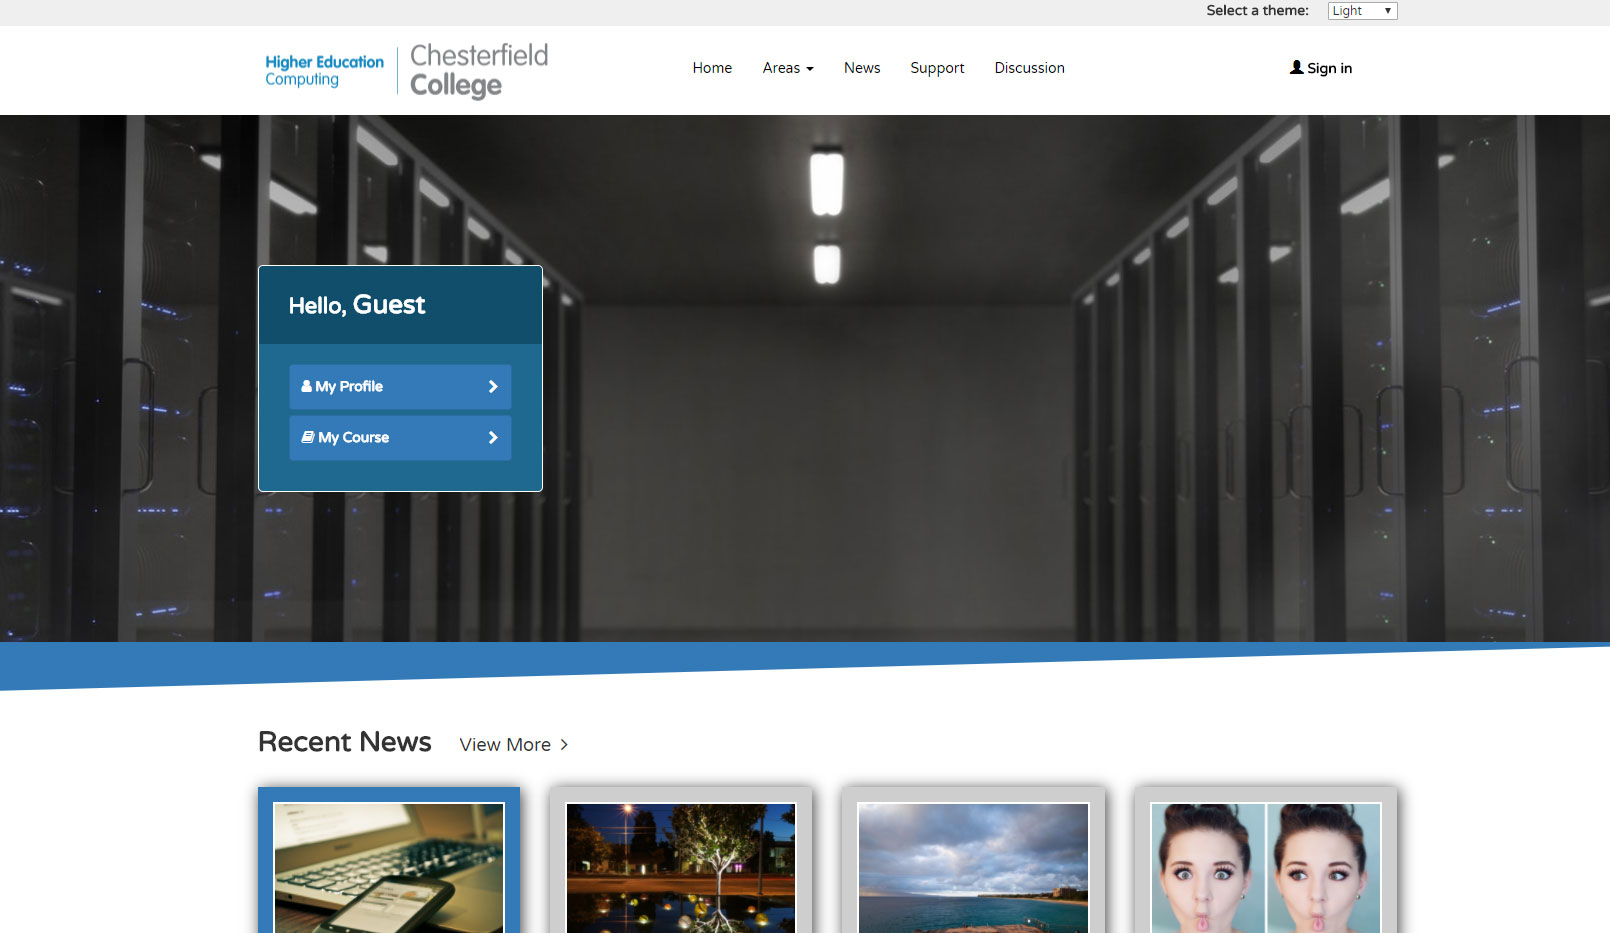 Select a theme: Light
Higher Education
Computing
Chesterfield
College
Home Areas News Support Discussion
Sign in
Hello, Guest
My Profile
My Course
Recent News View More